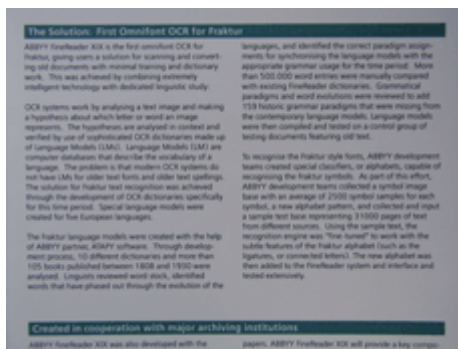 The Solution: First Omnifont OCR for Fraktur
ABBYY FineReader XIX is the first omnifont OCR for
Fraktur, giving users a solution for scanning and convert-
ing old documents with minimal training and dictionary
work. This was achieved by combining extremely
intelligent technology with dedicated linguistic study:
OCR systems work by analysing a text image and making
a hypothesis about which letter or word an image
represents. The hypotheses are analysed in context and
verified by use of sophisticated OCR dictionaries made up
of Language Models (LMs). Language Models (LM) are
computer databases that describe the vocabulary of a
language. The problem is that modern OCR systems do
not have LMs for older text fonts and older text spellings.
The solution for fraktur text recognition was achieved
through the development of OCR dictionaries specifically
for this time period. Special language models were
created for five European languages.
The fraktur language models were created with the help
of ABBYY partner, ATAPY software. Through develop-
ment process, 10 different dictionaries and more than
105 books published between 1808 and 1930 were
analysed. Linguists reviewed word stock, identified
words that have phased out through the evolution of the
languages, and identified the correct paradigm assign-
ments for synchronising the language models with the
appropriate grammar usage for the time period. More
than 500.000 word entries were manually compared
with existing FineReader dictionaries. Grammatical
paradigms and word evolutions were reviewed to add
159 historic grammar paradigms that were missing from
the contemporary language models. Language models
were then compiled and tested on a control group of
testing documents featuring old text.
To recognise the fraktur style fonts, ABBYY development
teams created special classifiers, or alphabets, capable of
recognising the fraktur symbols. As part of this effort,
ABBYY development teams collected a symbol image
base with an average of 2500 symbol samples for each
symbol, a new alphabet pattern, and collected and input
a sample text base representing 31000 pages of text
from different sources. Using the sample text, the
recognition engine was "fine tuned" to work with the
subtle features of the fraktur alphabet (such as the
ligatures, or connected letters). The new alphabet was
then added to the FineReader system and interface and
tested extensively.
Created in cooperation with major archiving institutions
ABBYY FineReader XIX was also developed with the
papers. ABBYY FineReader XIX will provide a key compo-